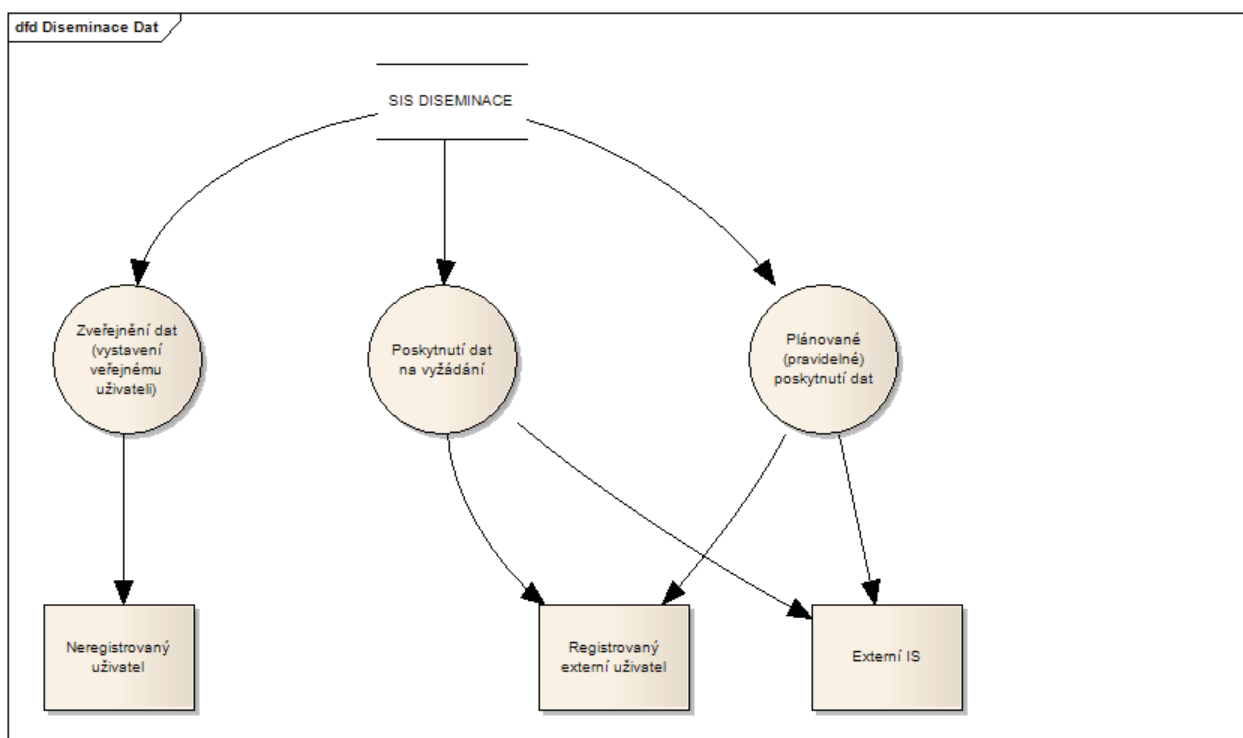 dfd Diseminace Dat
SIS DISEMINACE
Zveřejnění dat
(vystavení
veřejnému
uživateli)
Poskytnutí dat
na vyžádání
Plánované
(pravidelné)
poskytnutí dat
Neregistrovaný
uživatel
Registrovaný
externí uživatel
Externí IS